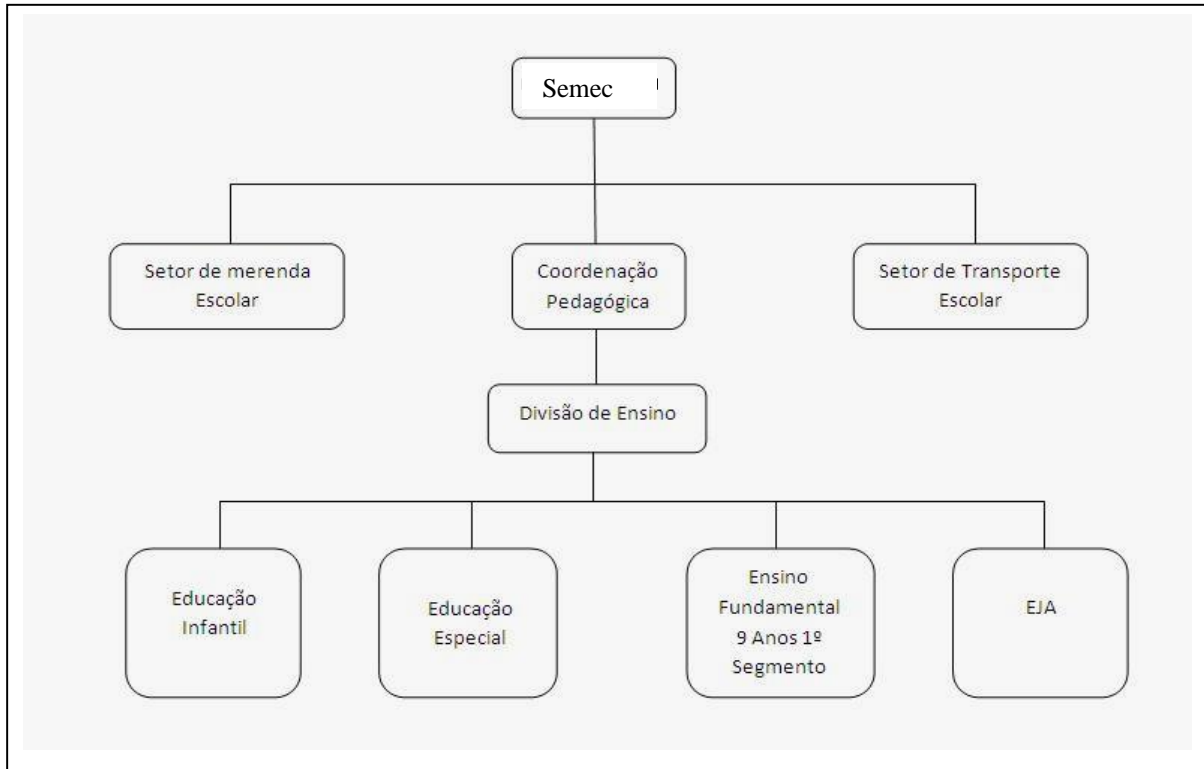 Semec
Setor de merenda
Escolar
Coordenação
Pedagógica
Setor de Transporte
Escolar
Divisão de Ensino
Educação
Infantil
Educação
Especial
Ensino
Fundamental
9 Anos 1º
Segmento
EJA